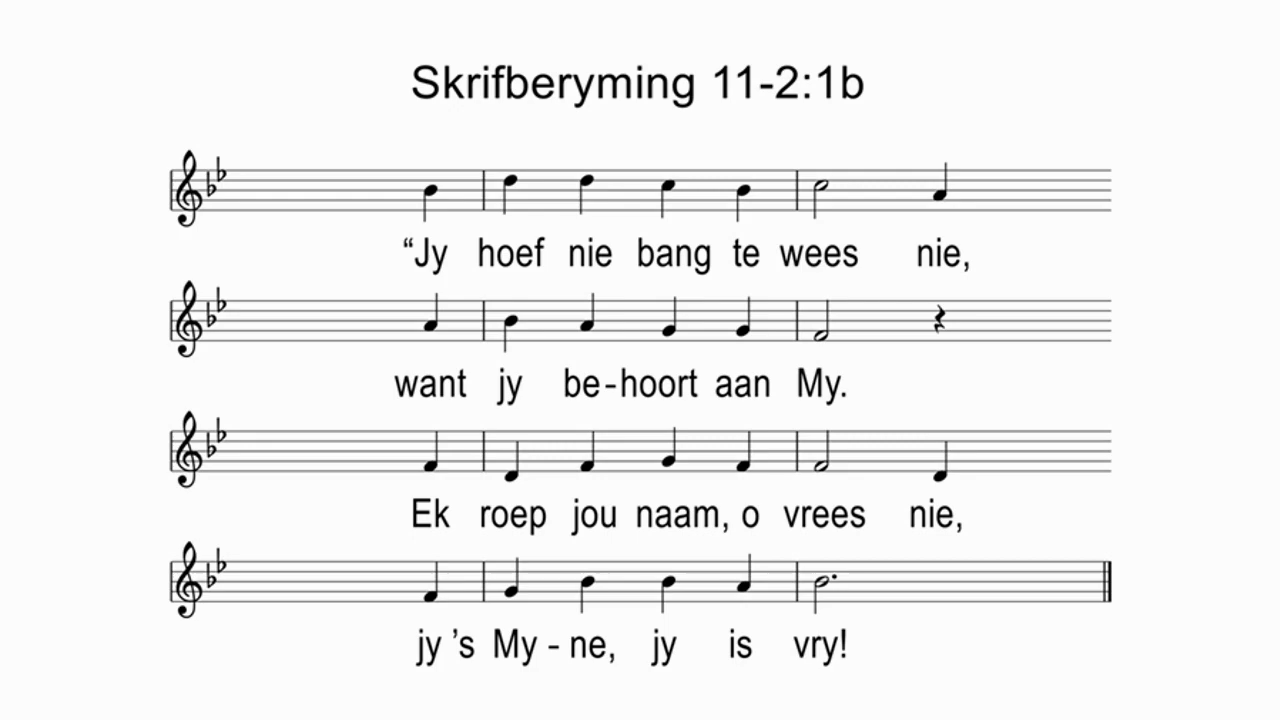 Skrifberyming 11-2:1b
“Jy hoef nie bang te wees nie,
want jy be-hoort aan My.
Ek roep jou naam, o vrees nie,
jy ’s My - ne, jy is vry!